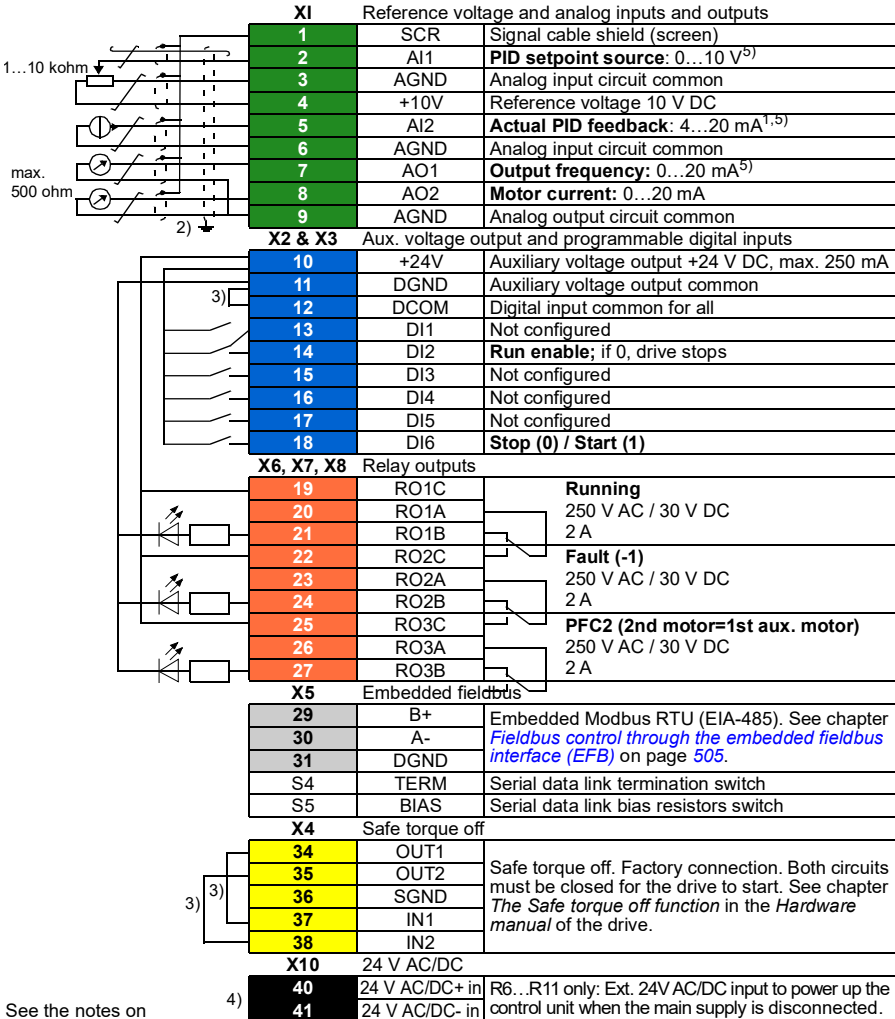 XI Reference voltage and analog inputs and outputs
1 SCR Signal cable shield (screen)
1…10 kohm
2 AI1 PID setpoint source: 0…10 V5)
3 AGND Analog input circuit common
4 +10V Reference voltage 10 V DC
5 AI2 Actual PID feedback: 4…20 mA1,5)
6 AGND Analog input circuit common
max.
500 ohm
7 AO1 Output frequency: 0…20 mA5)
8 AO2 Motor current: 0…20 mA
2)
9 AGND Analog output circuit common
X2 & X3 Aux. voltage output and programmable digital inputs
10 +24V Auxiliary voltage output +24 V DC, max. 250 mA
11 DGND Auxiliary voltage output common
3)
12 DCOM Digital input common for all
13 DI1 Not configured
14 DI2 Run enable; if 0, drive stops
15 DI3 Not configured
16 DI4 Not configured
17 DI5 Not configured
18 DI6 Stop (0) / Start (1)
X6, X7, X8 Relay outputs
19 RO1C Running
20 RO1A 250 V AC / 30 V DC
21 RO1B 2 A
22 RO2C Fault (-1)
23 RO2A 250 V AC / 30 V DC
24 RO2B 2 A
25 RO3C PFC2 (2nd motor=1st aux. motor)
26 RO3A 250 V AC / 30 V DC
27 RO3B 2 A
X5 Embedded fieldbus
29 B+
30 A-
31 DGND
Embedded Modbus RTU (EIA-485). See chapter
Fieldbus control through the embedded fieldbus
interface (EFB) on page 505.
S4 TERM Serial data link termination switch
S5 BIAS Serial data link bias resistors switch
X4 Safe torque off
34 OUT1
35 OUT2
36 SGND
37 IN1
38 IN2
3)
3)
Safe torque off. Factory connection. Both circuits
must be closed for the drive to start. See chapter
The Safe torque off function in the Hardware
manual of the drive.
X10 24 V AC/DC
4)
40 24 V AC/DC+ in
41 24 V AC/DC- in
R6…R11 only: Ext. 24V AC/DC input to power up the
control unit when the main supply is disconnected.
See the notes on